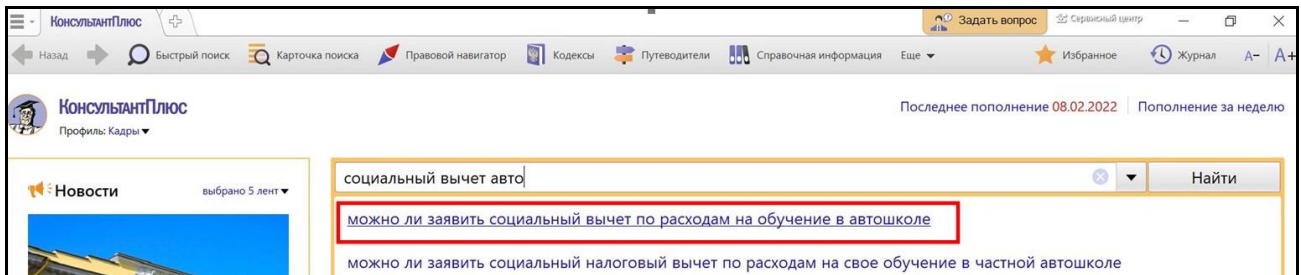 КонсультантПлюс
Задать вопрос Сервисный центр
Назад Быстрый поиск Карточка поиска Правовой навигатор Кодексы Путеводители Справочная информация Еще Избранное Журнал А- А+
КонсультантПлюс
Последнее пополнение 08.02.2022 Пополнение за неделю
Профиль: Кадры
Новости выбрано 5 лент
социальный вычет авто Найти
можно ли заявить социальный вычет по расходам на обучение в автошколе
можно ли заявить социальный налоговый вычет по расходам на свое обучение в частной автошколе